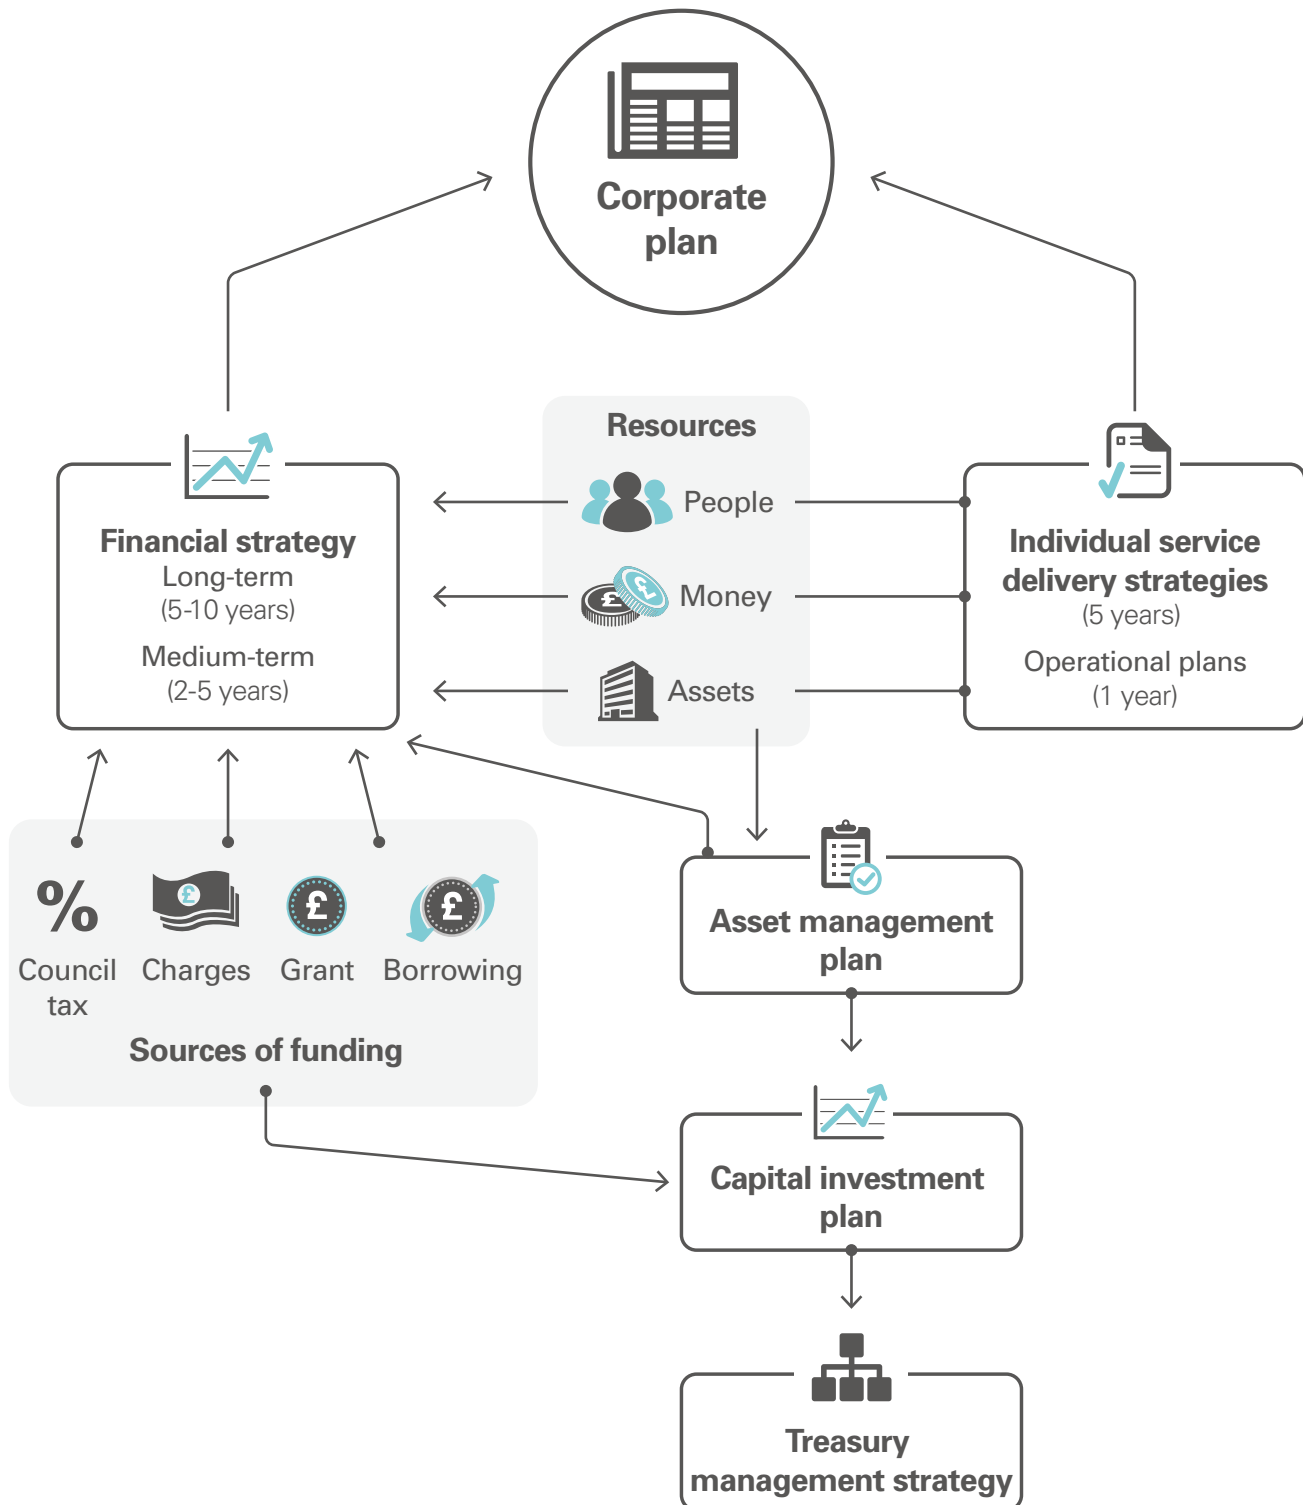 Corporate
plan
Resources
People
Money
Assets
Financial strategy
Long-term
(5-10 years)
Medium-term
(2-5 years)
Individual service
delivery strategies
(5 years)
Operational plans
(1 year)
%
£
£
£
£
£
Council
tax
Charges
Grant
Borrowing
Sources of funding
Asset management
plan
Capital investment
plan
Treasury
management strategy